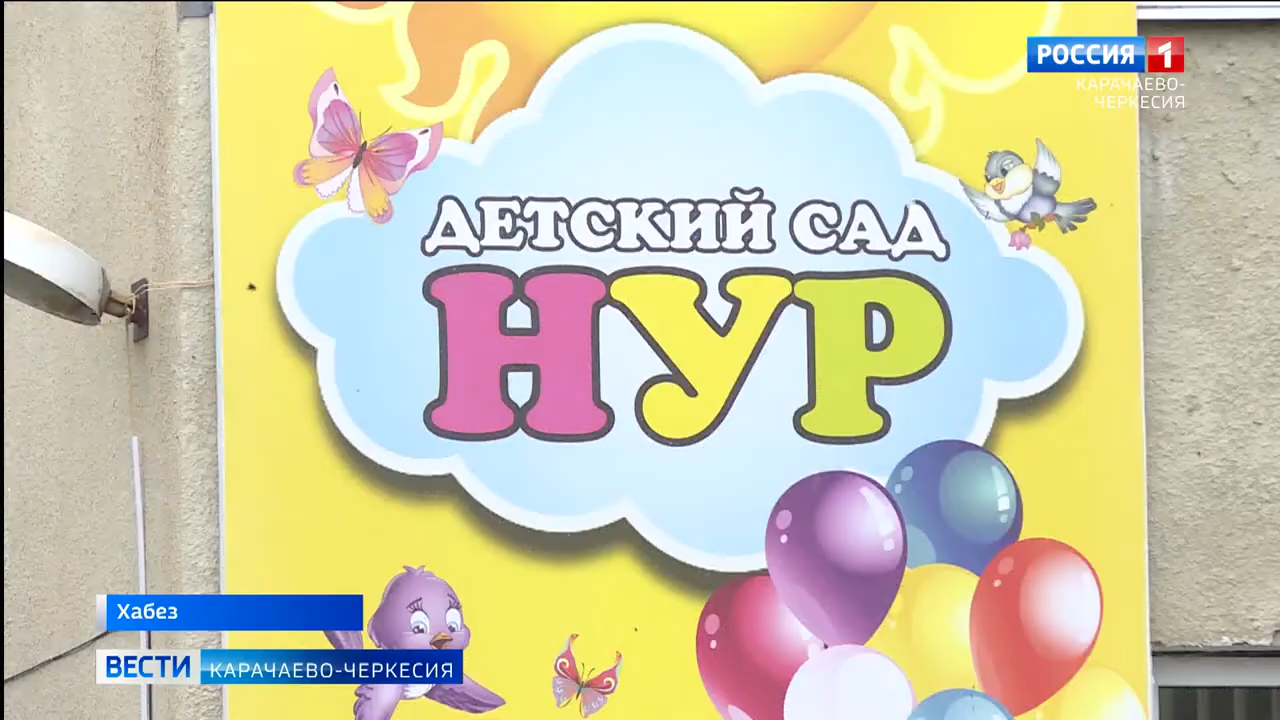 РОССИЯ 1
КАРАЧАЕВО-
ЧЕРКЕСИЯ
ДЕТСКИЙ САД
НУР
Хабез
ВЕСТИ КАРАЧАЕВО-ЧЕРКЕСИЯ